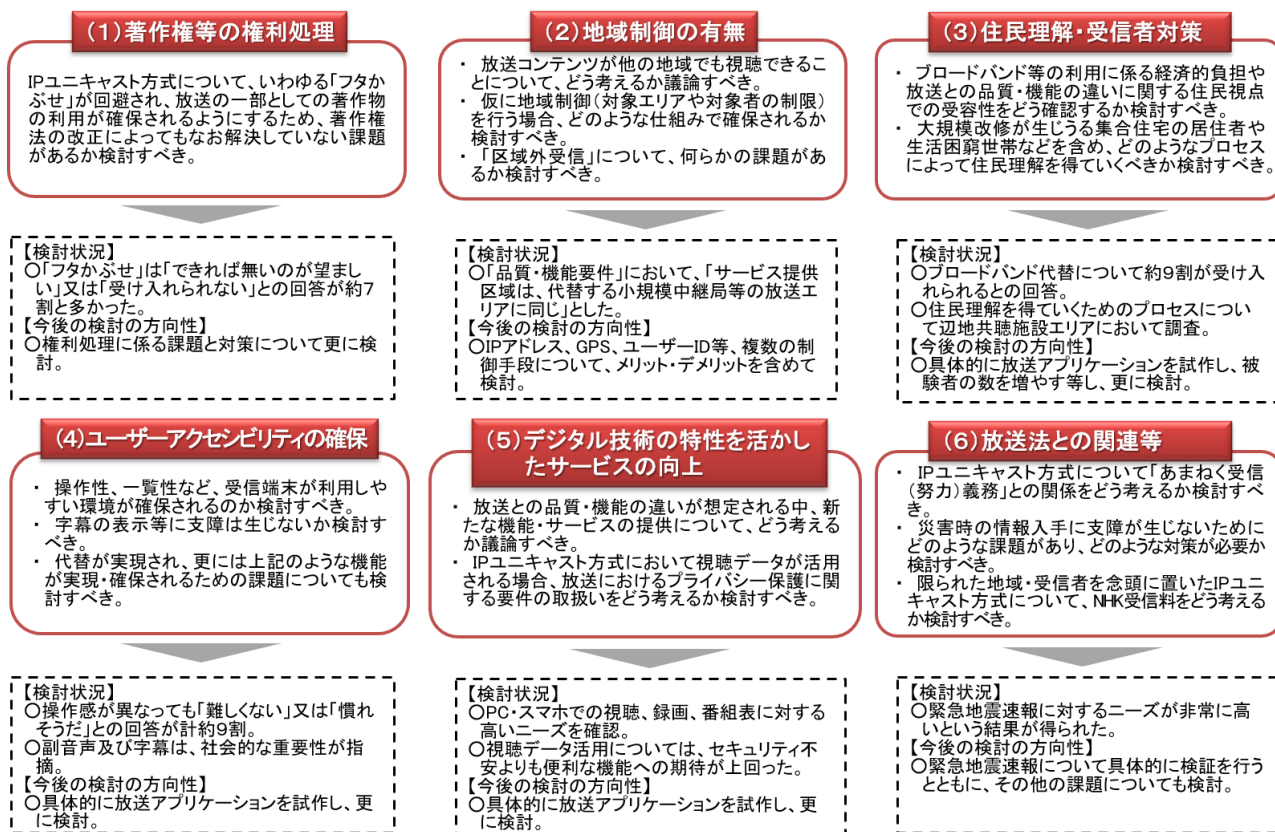 (1)著作権等の権利処理
IPユニキャスト方式について、いわゆる「フタか
ぶせ」が回避され、放送の一部としての著作物
の利用が確保されるようにするため、著作権
法の改正によってもなお解決していない課題
があるか検討すべき。
【検討状況】
○「フタかぶせ」は「できれば無いのが望まし
い」又は「受け入れられない」との回答が約7
割と多かった。
【今後の検討の方向性】
○権利処理に係る課題と対策について更に検
討。
(2)地域制御の有無
・ 放送コンテンツが他の地域でも視聴できるこ
とについて、どう考えるか議論すべき。
・ 仮に地域制御(対象エリアや対象者の制限)
を行う場合、どのような仕組みで確保されるか
検討すべき。
・ 「区域外受信」について、何らかの課題があ
るか検討すべき。
【検討状況】
○「品質・機能要件」において、「サービス提供
区域は、代替する小規模中継局等の放送エ
リアに同じ」とした。
【今後の検討の方向性】
○IPアドレス、GPS、ユーザーID等、複数の制
御手段について、メリット・デメリットを含めて
検討。
(3)住民理解・受信者対策
・ ブロードバンド等の利用に係る経済的負担や
放送との品質・機能の違いに関する住民視点
での受容性をどう確認するか検討すべき。
・ 大規模改修が生じうる集合住宅の居住者や
生活困窮世帯などを含め、どのようなプロセス
によって住民理解を得ていくべきか検討すべき。
【検討状況】
○ブロードバンド代替について約9割が受け入
れられるとの回答。
○住民理解を得ていくためのプロセスについ
て辺地共聴施設エリアにおいて調査。
【今後の検討の方向性】
○具体的に放送アプリケーションを試作し、被
験者の数を増やす等し、更に検討。
(4)ユーザーアクセシビリティの確保
・ 操作性、一覧性など、受信端末が利用しや
すい環境が確保されるのか検討すべき。
・ 字幕の表示等に支障は生じないか検討す
べき。
・ 代替が実現され、更には上記のような機能
が実現・確保されるための課題についても検
討すべき。
【検討状況】
○操作感が異なっても「難しくない」又は「慣れ
そうだ」との回答が計約9割。
○副音声及び字幕は、社会的な重要性が指
摘。
【今後の検討の方向性】
○具体的に放送アプリケーションを試作し、更
に検討。
(5)デジタル技術の特性を活かし
たサービスの向上
・ 放送との品質・機能の違いが想定される中、新
たな機能・サービスの提供について、どう考える
か議論すべき。
・ IPユニキャスト方式において視聴データが活用
される場合、放送におけるプライバシー保護に関
する要件の取扱いをどう考えるか検討すべき。
【検討状況】
○PC・スマホでの視聴、録画、番組表に対する
高いニーズを確認。
○視聴データ活用については、セキュリティ不
安よりも便利な機能への期待が上回った。
【今後の検討の方向性】
○具体的に放送アプリケーションを試作し、更
に検討。
(6)放送法との関連等
・ IPユニキャスト方式について「あまねく受信
(努力)義務」との関係をどう考えるか検討すべ
き。
・ 災害時の情報入手に支障が生じないために
どのような課題があり、どのような対策が必要か
検討すべき。
・ 限られた地域・受信者を念頭に置いたIPユニ
キャスト方式について、NHK受信料をどう考える
か検討すべき。
【検討状況】
○緊急地震速報に対するニーズが非常に高
いという結果が得られた。
【今後の検討の方向性】
○緊急地震速報について具体的に検証を行う
とともに、その他の課題についても検討。